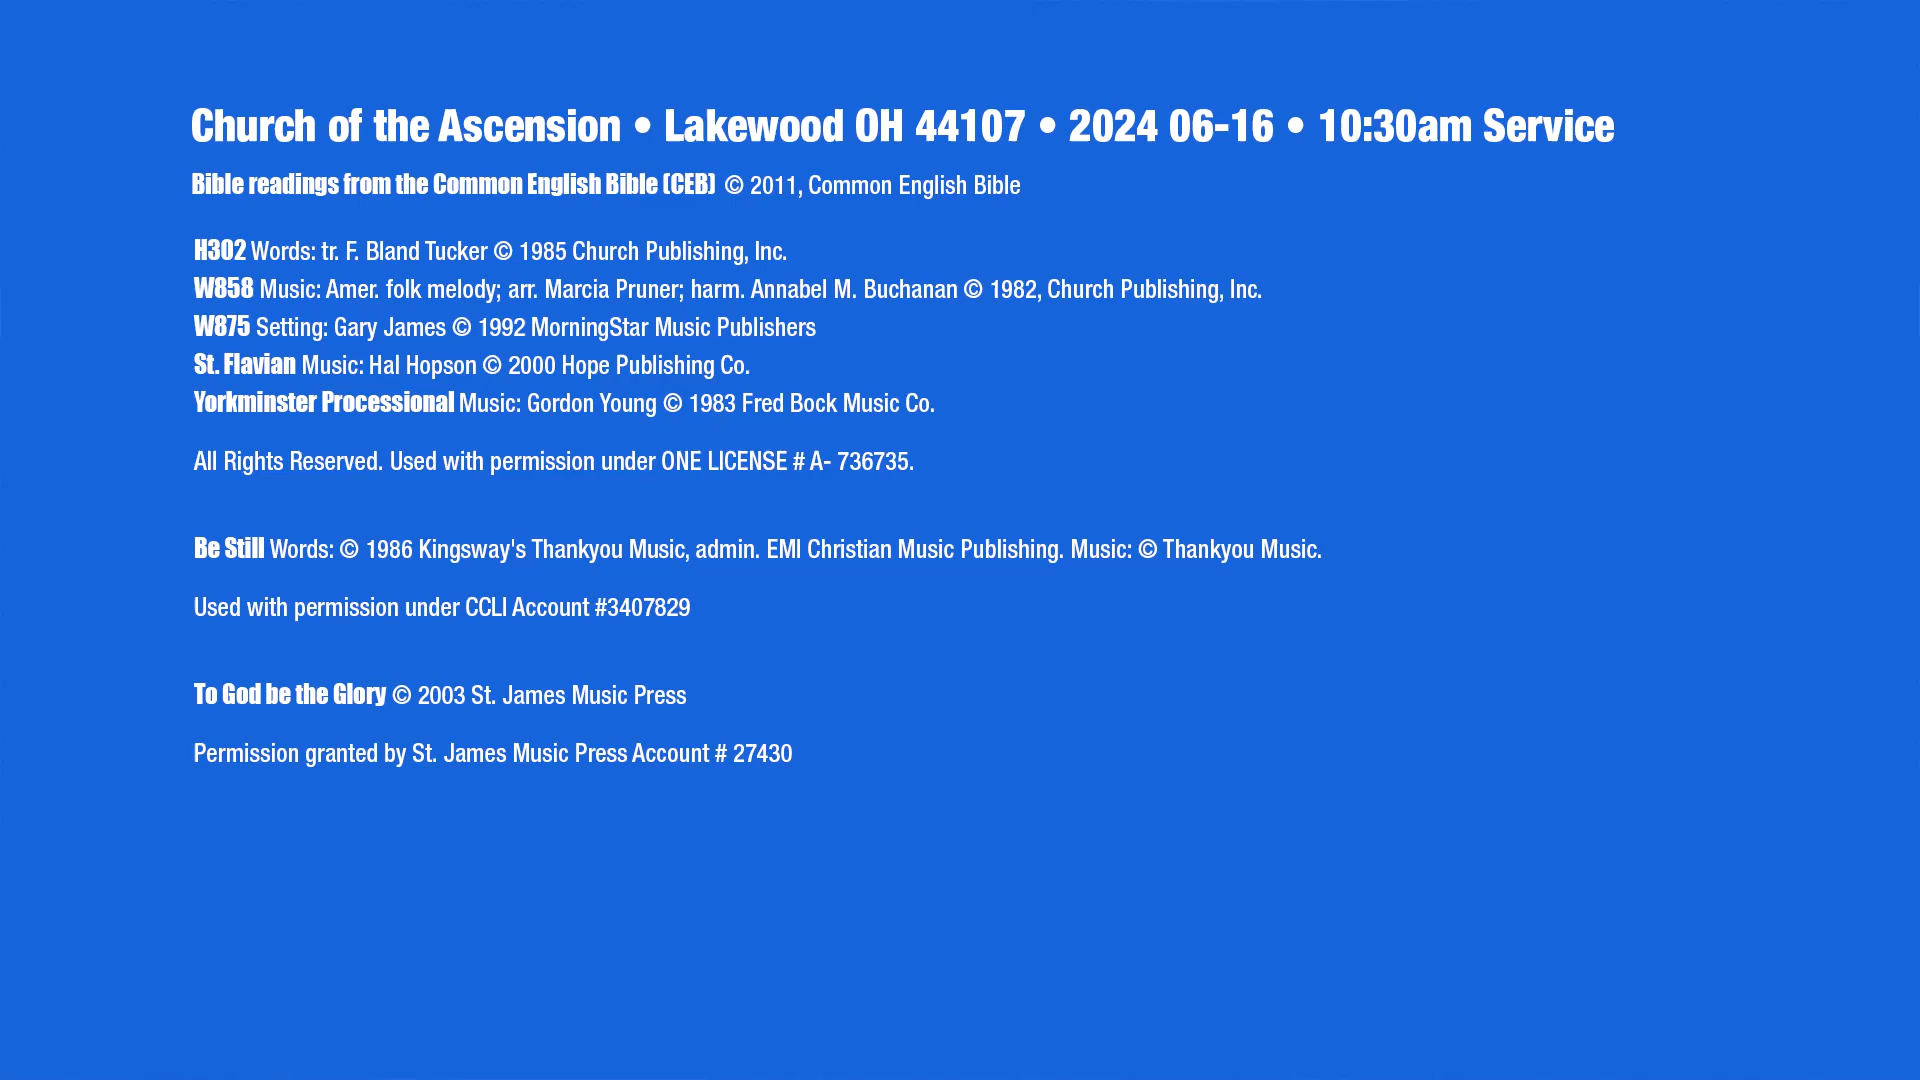 Church of the Ascension • Lakewood OH 44107 • 2024 06-16 • 10:30am Service
Bible readings from the Common English Bible (CEB) © 2011, Common English Bible
H302 Words: tr. F. Bland Tucker © 1985 Church Publishing, Inc.
W858 Music: Amer. folk melody; arr. Marcia Pruner; harm. Annabel M. Buchanan © 1982, Church Publishing, Inc.
W875 Setting: Gary James © 1992 MorningStar Music Publishers
St. Flavian Music: Hal Hopson © 2000 Hope Publishing Co.
Yorkminster Processional Music: Gordon Young © 1983 Fred Bock Music Co.
All Rights Reserved. Used with permission under ONE LICENSE # A- 736735.
Be Still Words: © 1986 Kingsway's Thankyou Music, admin. EMI Christian Music Publishing. Music: © Thankyou Music.
Used with permission under CCLI Account #3407829
To God be the Glory © 2003 St. James Music Press
Permission granted by St. James Music Press Account # 27430